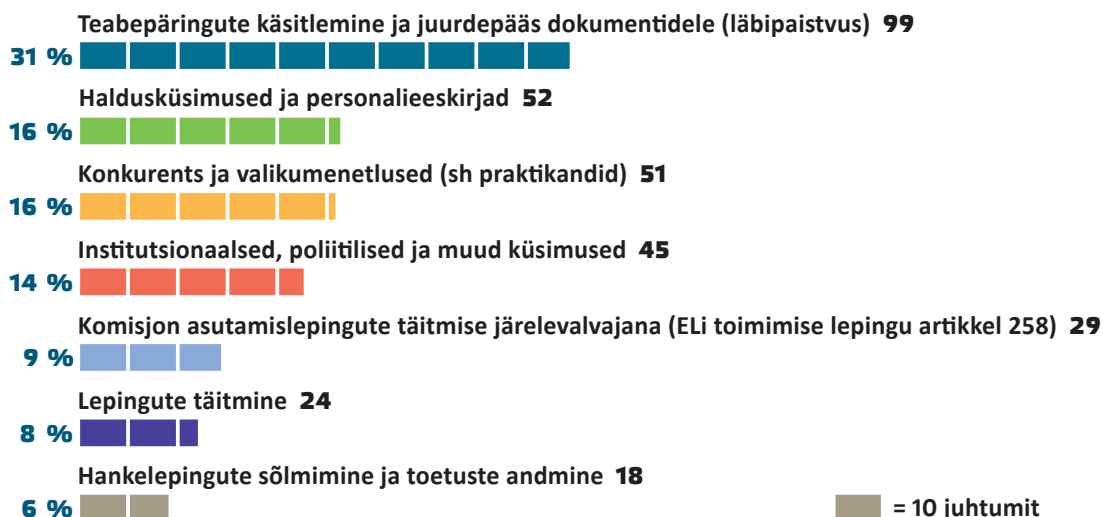 Teabepäringute käsitlemine ja juurdepääs dokumentidele (läbipaistvus) 99
31 %
Haldusküsimused ja personalieeskirjad 52
16 %
Konkurents ja valikumenetlused (sh praktikandid) 51
16 %
Institutsionaalsed, poliitilised ja muud küsimused 45
14 %
Komisjon asutamislepingute täitmise järelevalvajana (ELi toimimise lepingu artikkel 258) 29
9 %
Lepingute täitmine 24
8 %
Hankelepingute sõlmimine ja toetuste andmine 18
6 %
= 10 juhtumit